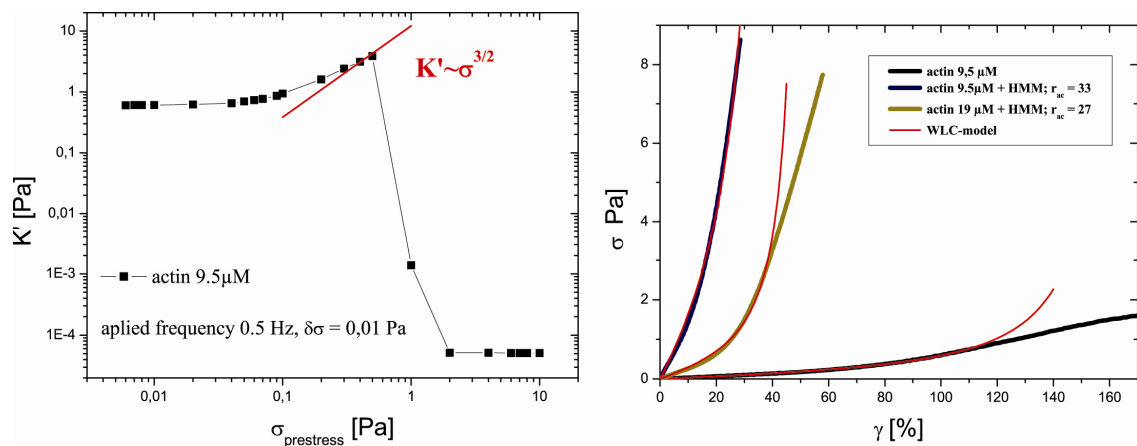 10
1
0,1
0,01
1E-3
1E-4
K' [Pa]
K'~σ^3/2
actin 9.5µM
aplied frequency 0.5 Hz, δσ = 0,01 Pa
0,01 0,1 1 10
σprestress [Pa]
8
6
4
2
0
σ Pa]
actin 9,5 µM
actin 9.5µM + HMM; rac = 33
actin 19 µM + HMM; rac = 27
WLC-model
0 20 40 60 80 100 120 140 160
γ [%]